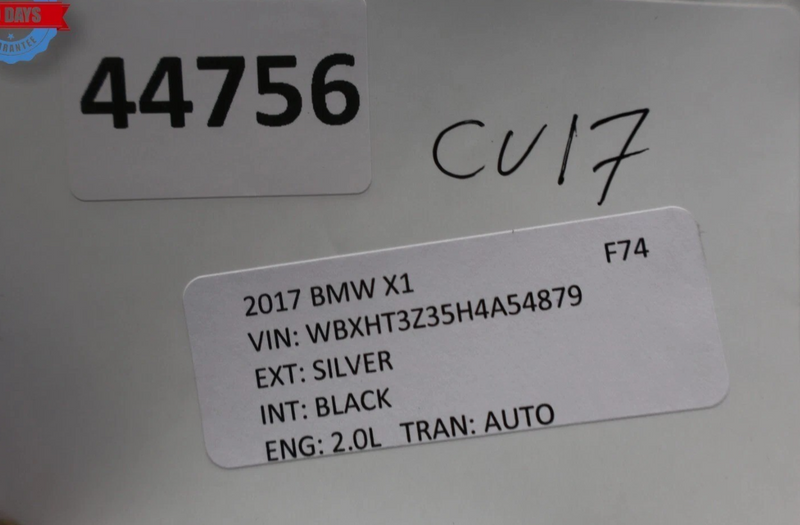 DAYS
44756
CU17
F74
2017 BMW X1
VIN: WBXHT3Z35H4A54879
EXT: SILVER
INT: BLACK
ENG: 2.0L TRAN: AUTO